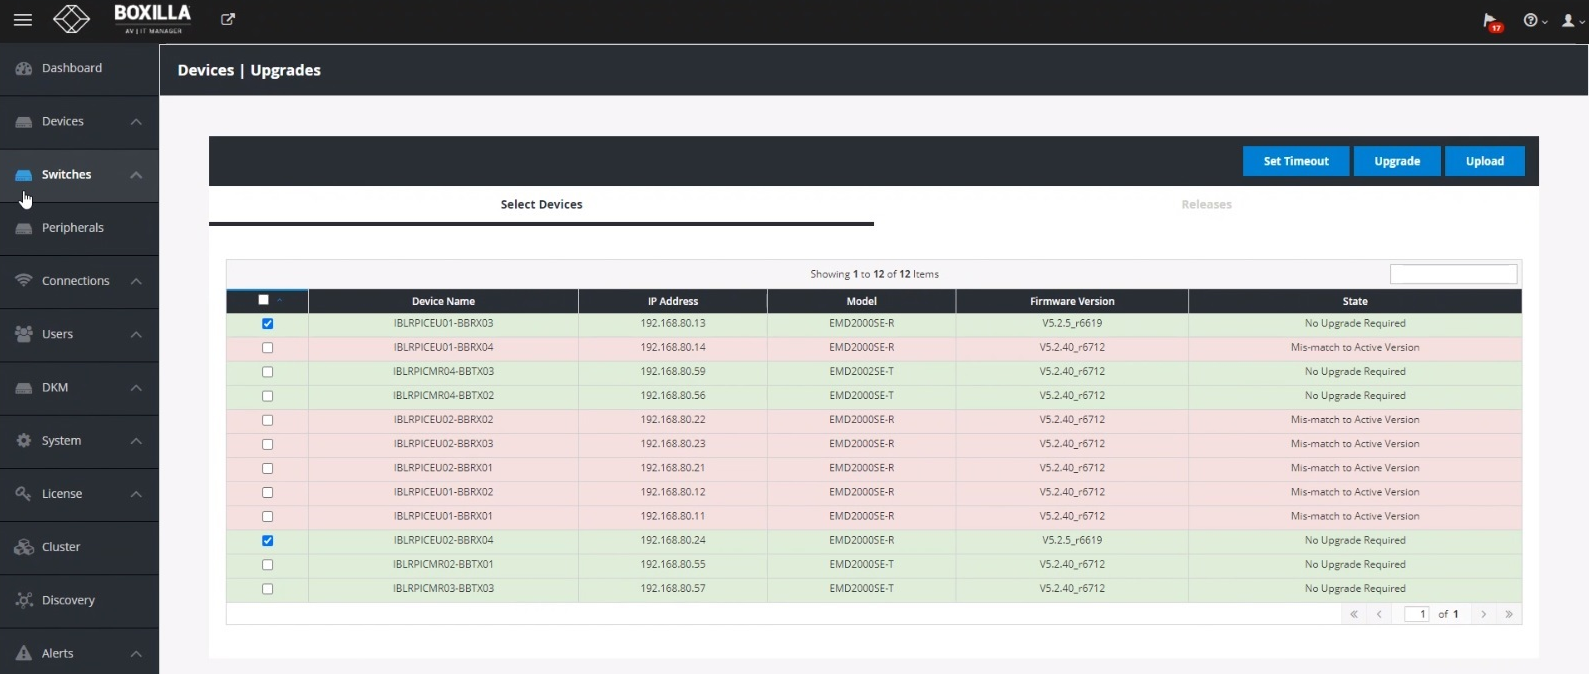 BOXILLA
AV | IT MANAGER
17
Dashboard
Devices
Switches
Peripherals
Connections
Users
DKM
System
License
Cluster
Discovery
Alerts
Devices | Upgrades
Set Timeout Upgrade Upload
Select Devices Releases
Showing 1 to 12 of 12 Items
Device Name IP Address Model Firmware Version State
IBLRPICEU01-BBRX03 192.168.80.13 EMD2000SE-R V5.2.5_r6619 No Upgrade Required
IBLRPICEU01-BBRX04 192.168.80.14 EMD2000SE-R V5.2.40_r6712 Mis-match to Active Version
IBLRPICMR04-BBTX03 192.168.80.59 EMD2002SE-T V5.2.40_r6712 No Upgrade Required
IBLRPICMR04-BBTX02 192.168.80.56 EMD2000SE-T V5.2.40_r6712 No Upgrade Required
IBLRPICEU02-BBRX02 192.168.80.22 EMD2000SE-R V5.2.40_r6712 Mis-match to Active Version
IBLRPICEU02-BBRX03 192.168.80.23 EMD2000SE-R V5.2.40_r6712 Mis-match to Active Version
IBLRPICEU02-BBRX01 192.168.80.21 EMD2000SE-R V5.2.40_r6712 Mis-match to Active Version
IBLRPICEU01-BBRX02 192.168.80.12 EMD2000SE-R V5.2.40_r6712 Mis-match to Active Version
IBLRPICEU01-BBRX01 192.168.80.11 EMD2000SE-R V5.2.40_r6712 Mis-match to Active Version
IBLRPICEU02-BBRX04 192.168.80.24 EMD2000SE-R V5.2.5_r6619 No Upgrade Required
IBLRPICMR02-BBTX01 192.168.80.55 EMD2000SE-T V5.2.40_r6712 No Upgrade Required
IBLRPICMR03-BBTX03 192.168.80.57 EMD2000SE-T V5.2.40_r6712 No Upgrade Required
1 of 1